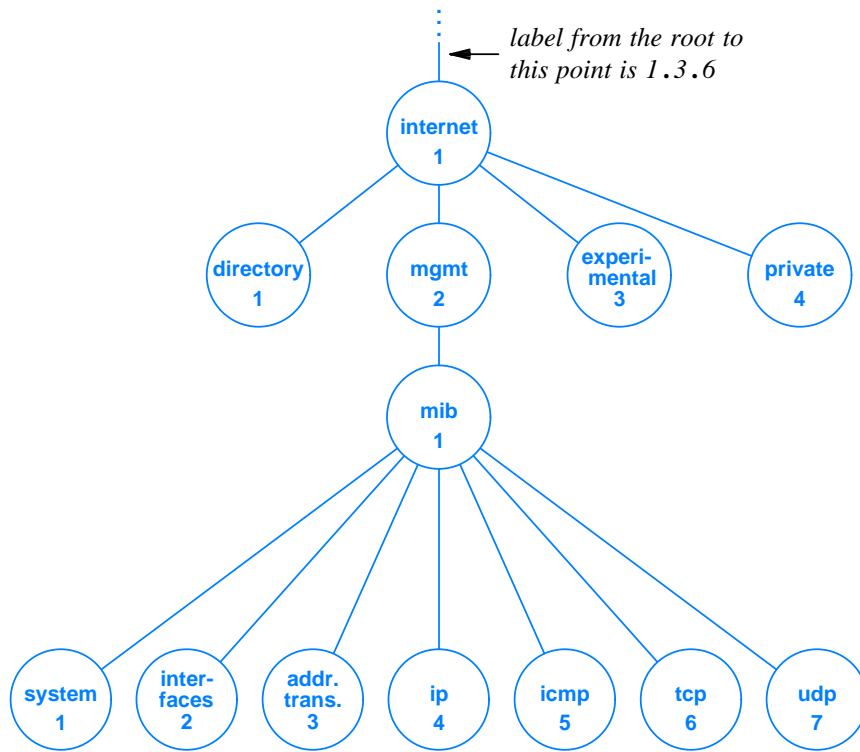 label from the root to
this point is 1.3.6
internet
1
directory
1
mgmt
2
experi-
mental
3
private
4
mib
1
system
1
inter-
faces
2
addr.
trans.
3
ip
4
icmp
5
tcp
6
udp
7